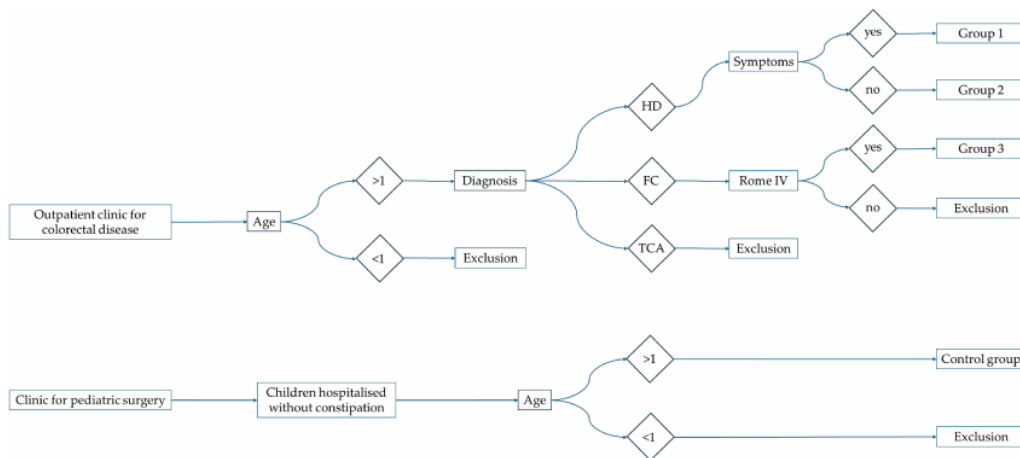 yes
Group 1
Symptoms
no
Group 2
HD
yes
Group 3
>1
Diagnosis
FC
Rome IV
no
Exclusion
Outpatient clinic for
colorectal disease
Age
<1
Exclusion
TCA
Exclusion
>1
Control group
Clinic for pediatric surgery
Children hospitalised
without constipation
Age
<1
Exclusion